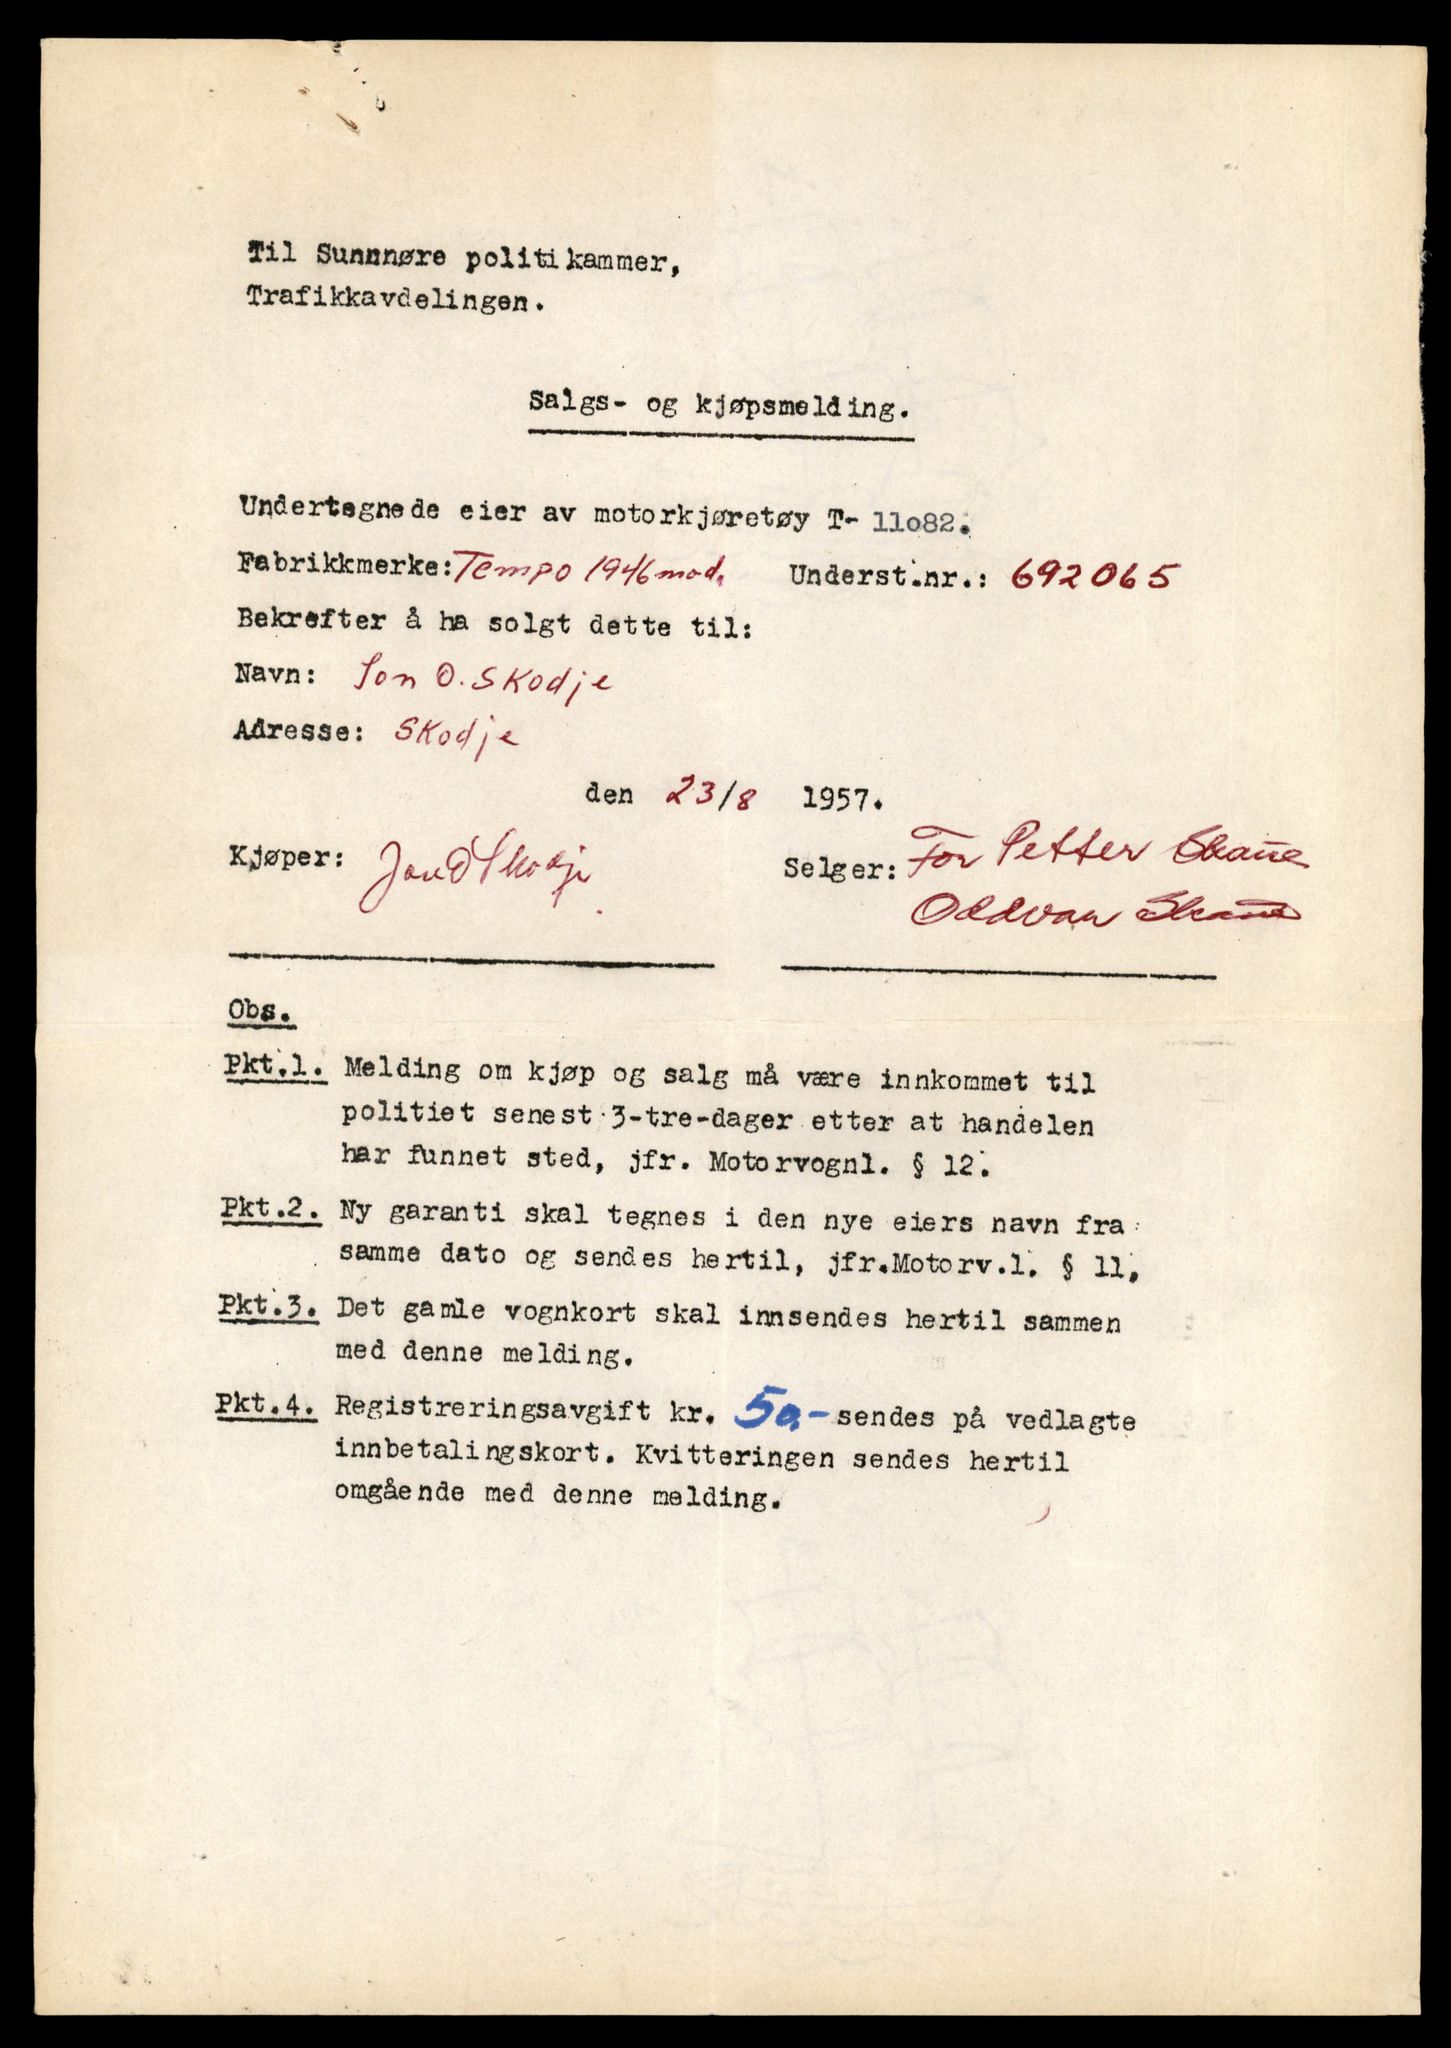 Til Sunnnøre politikammer,
Trafikkavdelingen.
Salgs- og kjøpsmelding.
Undertegnede eier av motorkjøretøy T- 11o82.
Fabrikkmerke: Tempo 1946 mod. Underst.nr.: 692065
Bekrefter å ha solgt dette til:
Navn: Jon O. Skodje
Adresse: Skodje
den 23/8 1957.
Kjøper: Jon O Skodje Selger: For Petter Skane
Oddvar Skane
Obs.
Pkt.1. Melding om kjøp og salg må være innkommet til
politiet senest 3-tre-dager etter at handelen
har funnet sted, jfr. Motorvognl. § 12.
Pkt.2. Ny garanti skal tegnes i den nye eiers navn fra
samme dato og sendes hertil, jfr.Motorv.l. § 11.
Pkt.3. Det gamle vognkort skal innsendes hertil sammen
med denne melding.
Pkt.4. Registreringsavgift kr. 50,- sendes på vedlagte
innbetalingskort. Kvitteringen sendes hertil
omgående med denne melding.